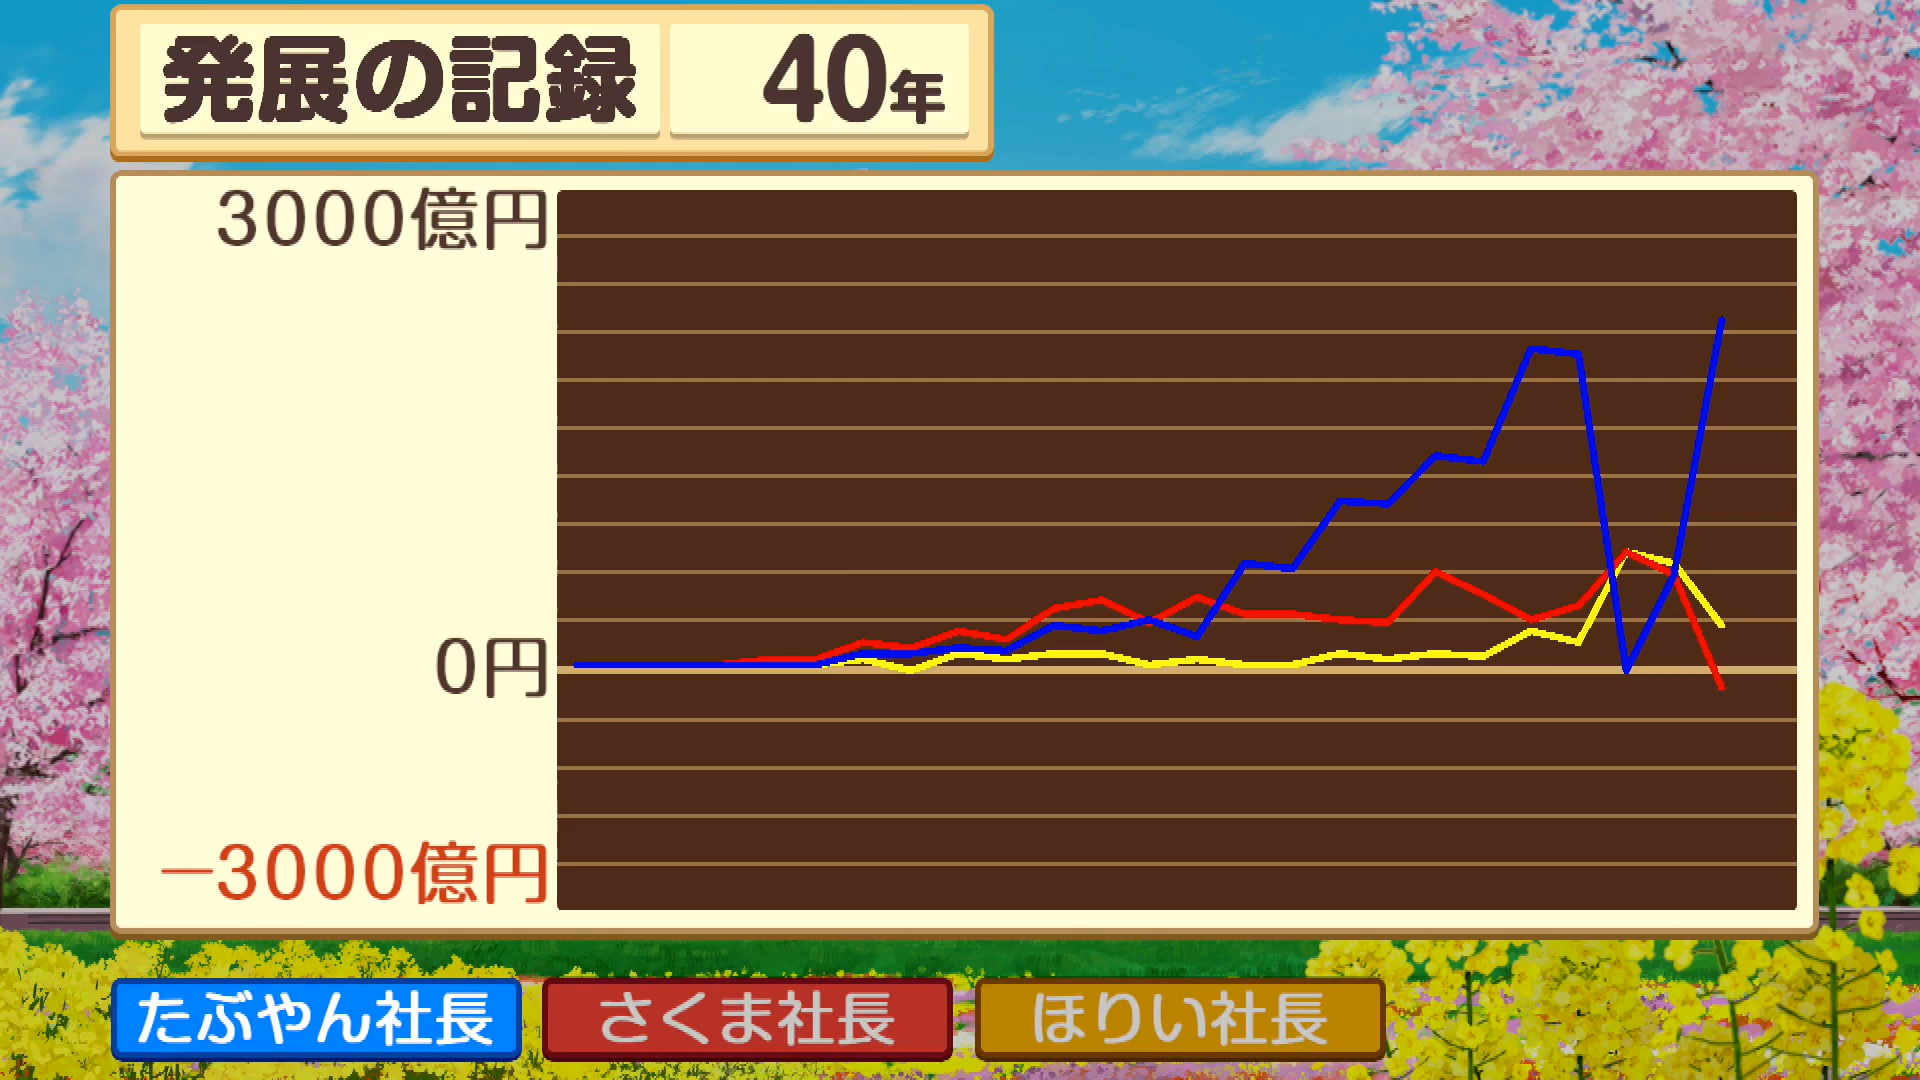 発展の記録
40年
3000億円
0円
−3000億円
たぶやん社長
さくま社長
ほりい社長